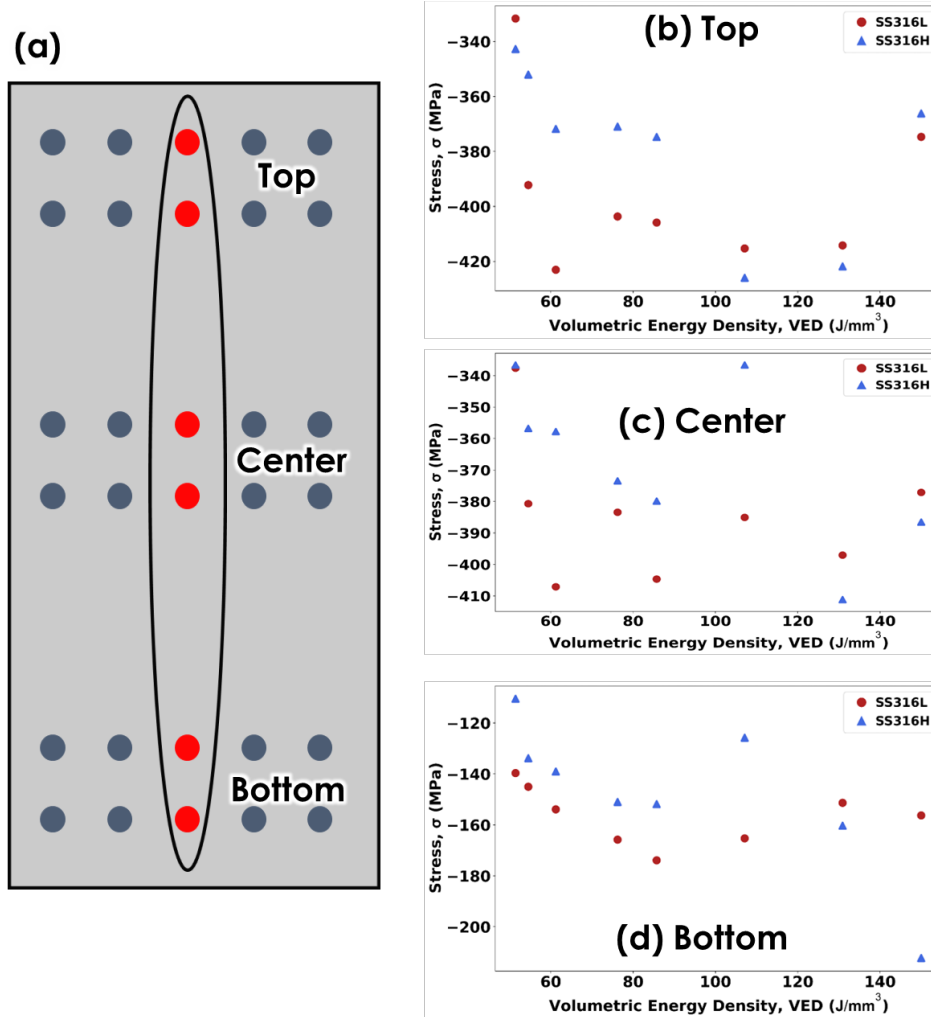 (a)
Top
Center
Bottom
(b) Top
SS316L
SS316H
−340
−360
−380
−400
−420
Stress, σ (MPa)
60 80 100 120 140
Volumetric Energy Density, VED (J/mm³)
(c) Center
SS316L
SS316H
−340
−350
−360
−370
−380
−390
−400
−410
Stress, σ (MPa)
60 80 100 120 140
Volumetric Energy Density, VED (J/mm³)
SS316L
SS316H
−120
−140
−160
−180
−200
Stress, σ (MPa)
(d) Bottom
60 80 100 120 140
Volumetric Energy Density, VED (J/mm³)